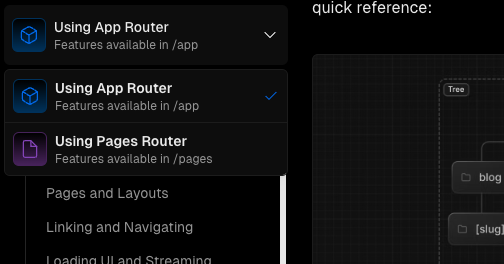 Using App Router
Features available in /app
Using App Router
Features available in /app
Using Pages Router
Features available in /pages
Pages and Layouts
Linking and Navigating
Loading UI and Streaming
quick reference:
Tree
blog
[slug]